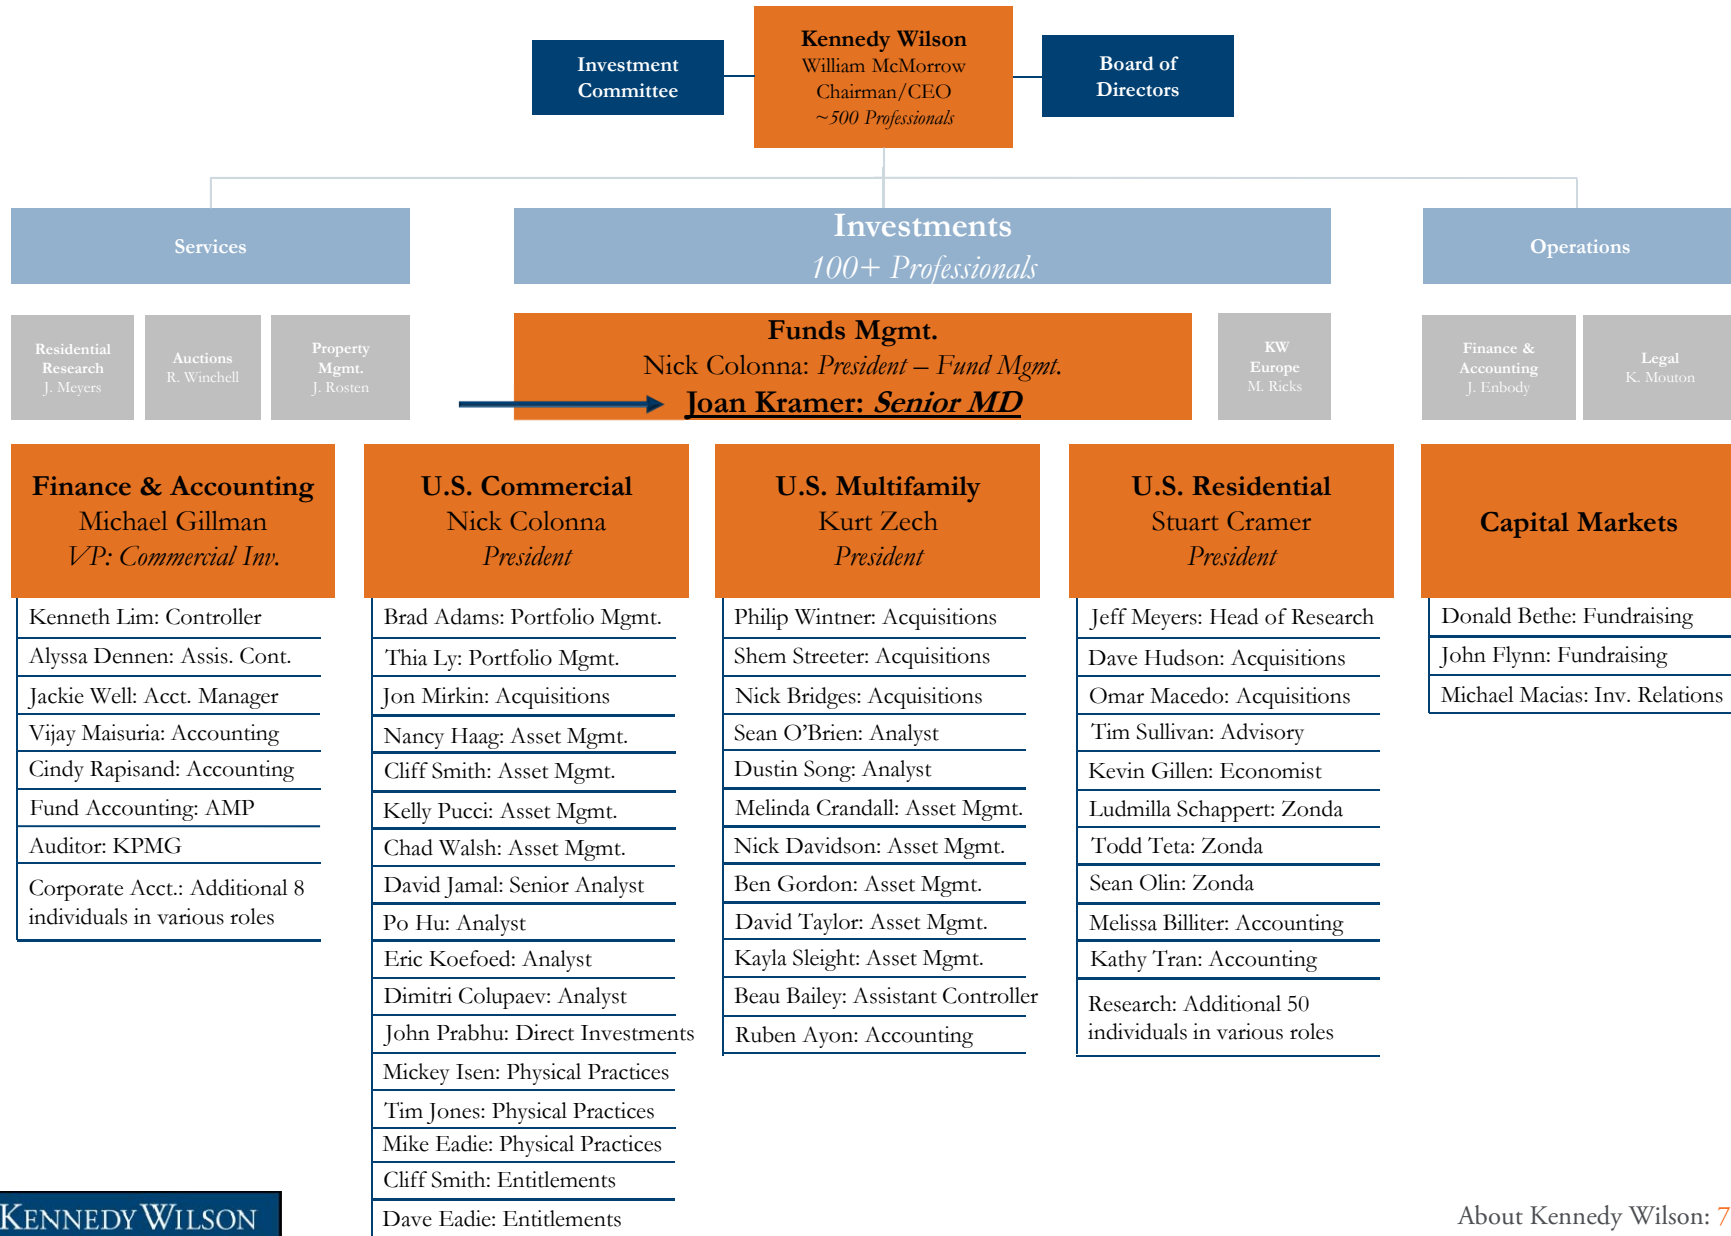 Kennedy Wilson
William McMorrow
Chairman/CEO
~500 Professionals
Investment
Committee
Board of
Directors
Services
Investments
100+ Professionals
Operations
Residential
Research
J. Meyers
Auctions
R. Winchell
Property
Mgmt.
J. Rosten
Funds Mgmt.
Nick Colonna: President – Fund Mgmt.
Joan Kramer: Senior MD
KW
Europe
M. Ricks
Finance &
Accounting
J. Enbody
Legal
K. Mouton
Finance & Accounting
Michael Gillman
VP: Commercial Inv.
Kenneth Lim: Controller
Alyssa Dennen: Assis. Cont.
Jackie Well: Acct. Manager
Vijay Maisuria: Accounting
Cindy Rapisand: Accounting
Fund Accounting: AMP
Auditor: KPMG
Corporate Acct.: Additional 8
individuals in various roles
U.S. Commercial
Nick Colonna
President
Brad Adams: Portfolio Mgmt.
Thia Ly: Portfolio Mgmt.
Jon Mirkin: Acquisitions
Nancy Haag: Asset Mgmt.
Cliff Smith: Asset Mgmt.
Kelly Pucci: Asset Mgmt.
Chad Walsh: Asset Mgmt.
David Jamal: Senior Analyst
Po Hu: Analyst
Eric Koefoed: Analyst
Dimitri Colupaev: Analyst
John Prabhu: Direct Investments
Mickey Isen: Physical Practices
Tim Jones: Physical Practices
Mike Eadie: Physical Practices
Cliff Smith: Entitlements
Dave Eadie: Entitlements
U.S. Multifamily
Kurt Zech
President
Philip Wintner: Acquisitions
Shem Streeter: Acquisitions
Nick Bridges: Acquisitions
Sean O’Brien: Analyst
Dustin Song: Analyst
Melinda Crandall: Asset Mgmt.
Nick Davidson: Asset Mgmt.
Ben Gordon: Asset Mgmt.
David Taylor: Asset Mgmt.
Kayla Sleight: Asset Mgmt.
Beau Bailey: Assistant Controller
Ruben Ayon: Accounting
U.S. Residential
Stuart Cramer
President
Jeff Meyers: Head of Research
Dave Hudson: Acquisitions
Omar Macedo: Acquisitions
Tim Sullivan: Advisory
Kevin Gillen: Economist
Ludmilla Schappert: Zonda
Todd Teta: Zonda
Sean Olin: Zonda
Melissa Billiter: Accounting
Kathy Tran: Accounting
Research: Additional 50
individuals in various roles
Capital Markets
Donald Bethe: Fundraising
John Flynn: Fundraising
Michael Macias: Inv. Relations
KENNEDY WILSON
About Kennedy Wilson: 7